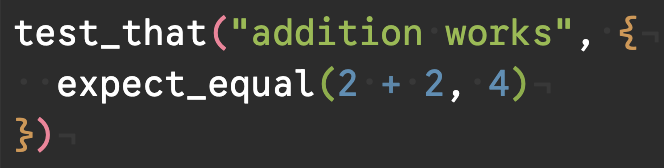 test_that("addition works", {
  expect_equal(2 + 2, 4)
})